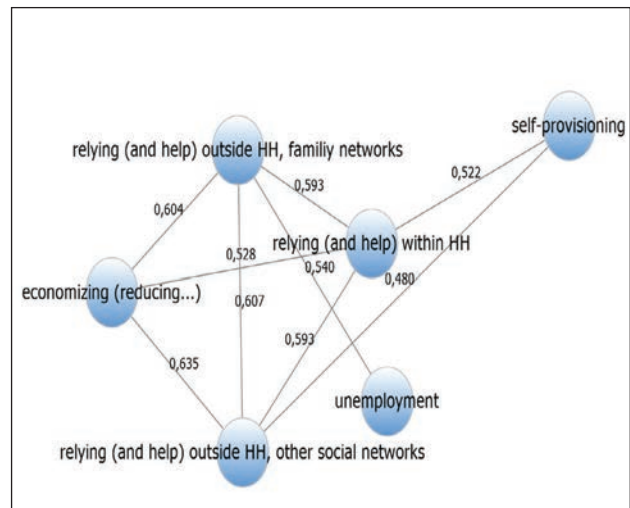 self-provisioning
relying (and help) outside HH, familiy networks
0,522
0,593
0,604
relying (and help) within HH
0,528
0,540
0,480
economizing (reducing...)
0,607
0,593
0,635
unemployment
relying (and help) outside HH, other social networks